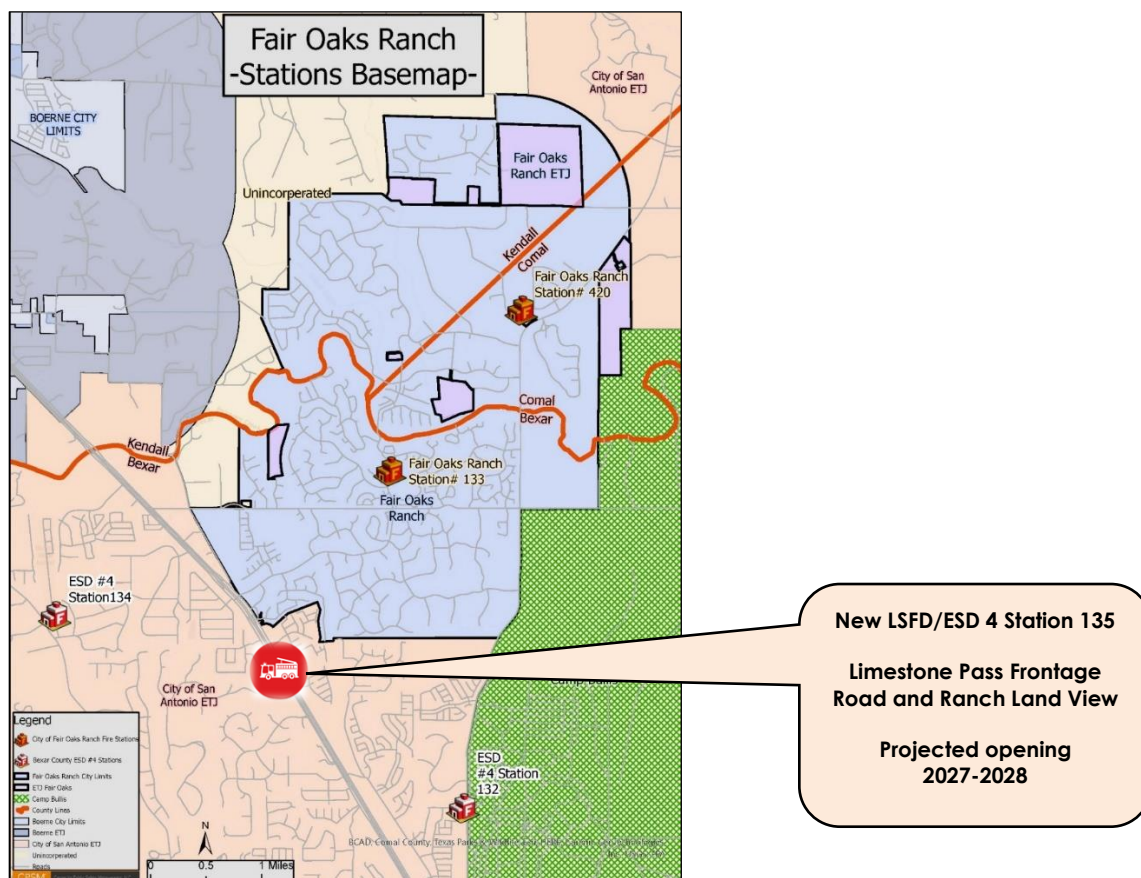 Fair Oaks Ranch
-Stations Basemap-
City of San
Antonio ETJ
BOERNE CITY
LIMITS
Fair Oaks
Ranch ETJ
Unincorperated
Kendall
Comal
Fair Oaks Ranch
Station# 420
Comal
Bexar
Kendall
Bexar
Fair Oaks Ranch
Station# 133
Fair Oaks
Ranch
ESD #4
Station134
New LSFD/ESD 4 Station 135
Limestone Pass Frontage
Road and Ranch Land View
Projected opening
2027-2028
City of San
Antonio ETJ
ESD
#4 Station
132
Legend
City of Fair Oaks Ranch Fire Stations
Bexar County ESD #4 Stations
Fair Oaks Ranch City Limits
ETJ Fair Oaks
Camp Bullis
County Lines
Boerne City Limits
Boerne ETJ
City of San Antonio ETJ
Unincorporated
Roads
N
0 0.5 1 Miles
BCAD, Comal County, Texas Parks &